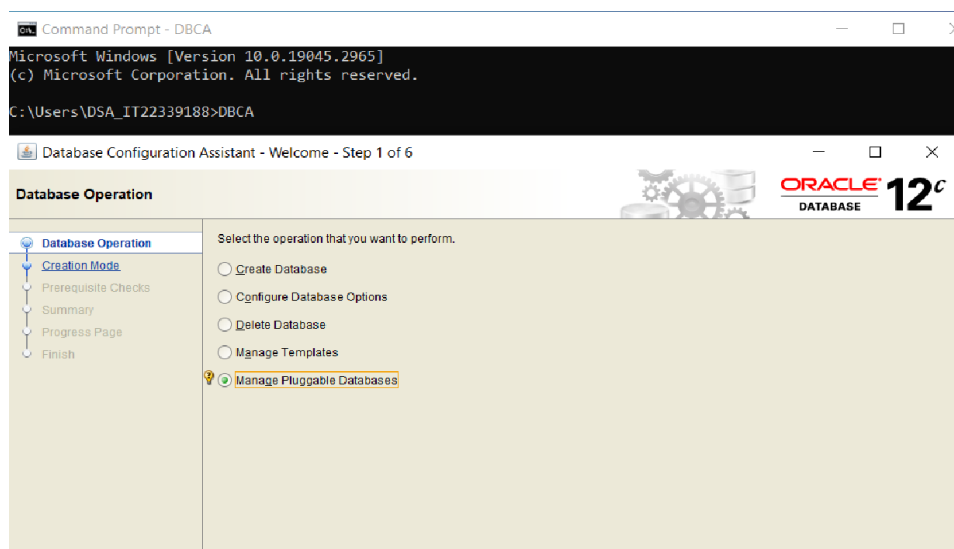 Command Prompt - DBCA
Microsoft Windows [Version 10.0.19045.2965]
(c) Microsoft Corporation. All rights reserved.
C:\Users\DSA_IT22339188>DBCA
Database Configuration Assistant - Welcome - Step 1 of 6
Database Operation
ORACLE
DATABASE
12c
Database Operation
Creation Mode
Prerequisite Checks
Summary
Progress Page
Finish
Select the operation that you want to perform.
Create Database
Configure Database Options
Delete Database
Manage Templates
Manage Pluggable Databases